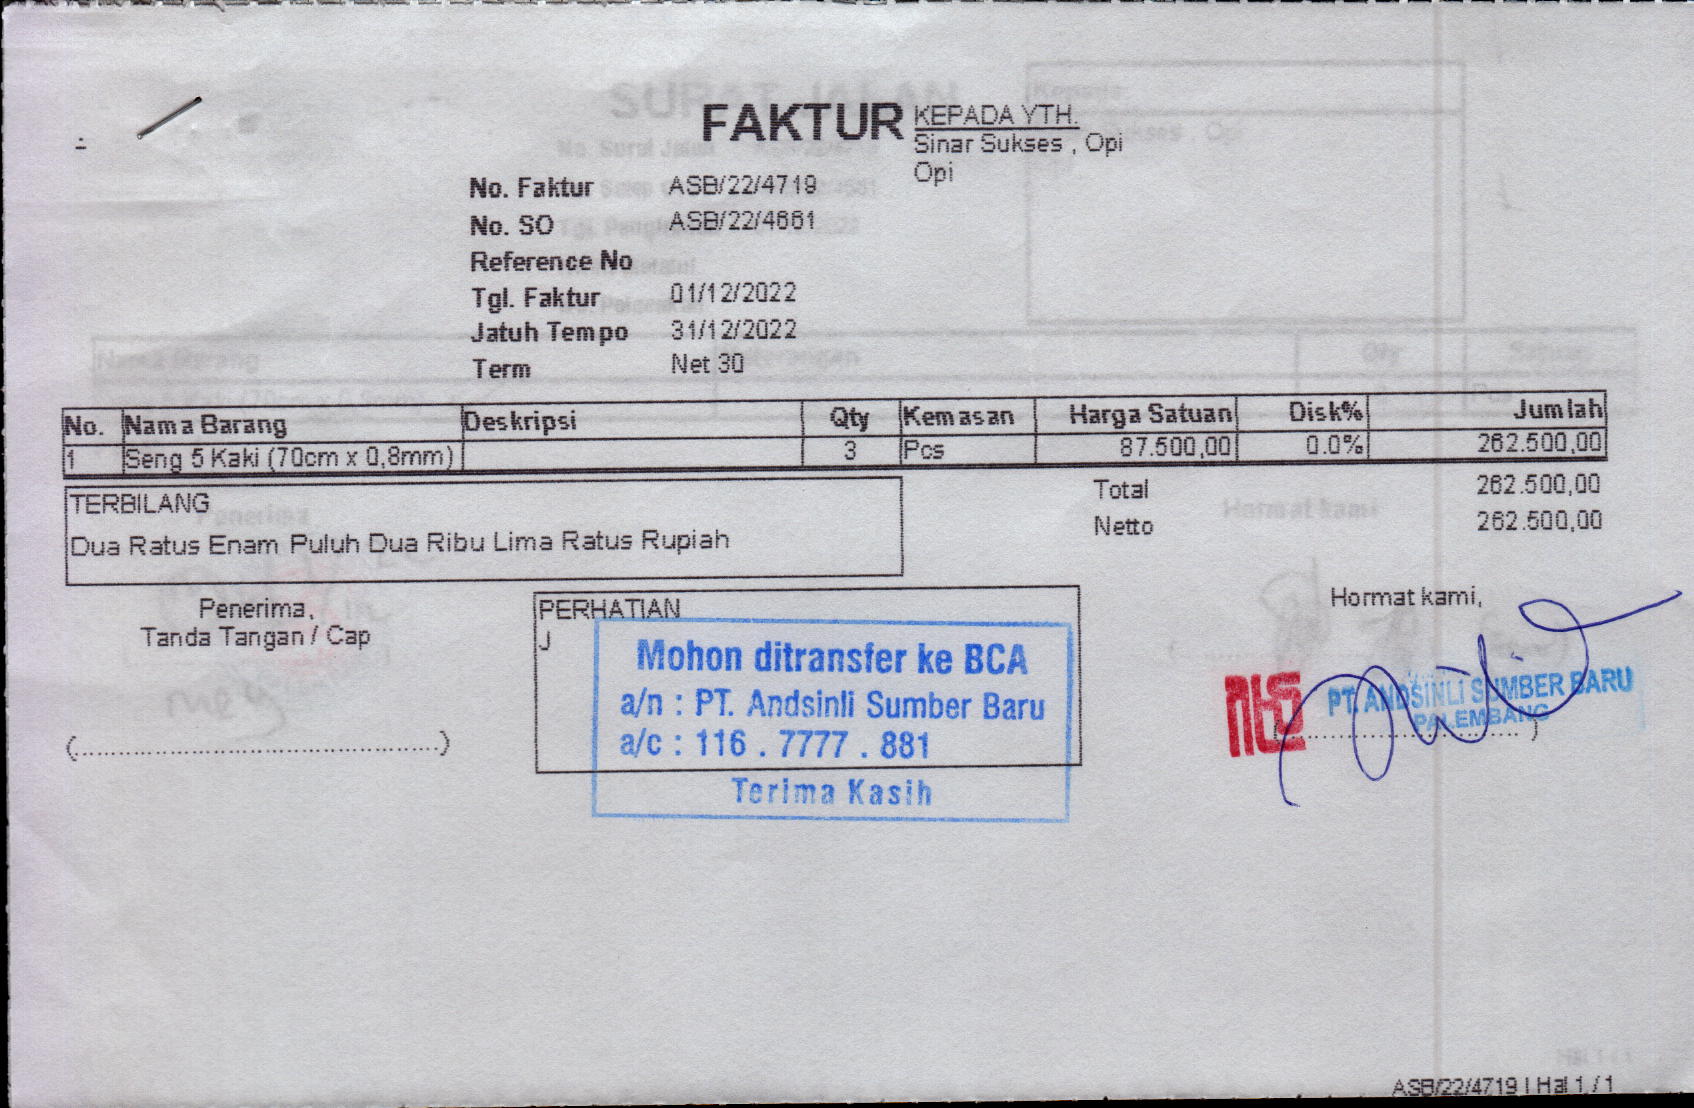 FAKTUR
KEPADA YTH.
Sinar Sukses , Opi
Opi
No. Faktur ASB/22/4719
No. SO ASB/22/4661
Reference No
Tgl. Faktur 01/12/2022
Jatuh Tempo 31/12/2022
Term Net 30
No. Nama Barang Deskripsi Qty Kemasan Harga Satuan Disk% Jumlah
1 Seng 5 Kaki (70cm x 0,8mm) 3 Pcs 87.500,00 0.0% 262.500,00
TERBILANG
Dua Ratus Enam Puluh Dua Ribu Lima Ratus Rupiah
Total 262.500,00
Netto 262.500,00
Penerima,
Tanda Tangan / Cap
(............................................)
PERHATIAN
J
Mohon ditransfer ke BCA
a/n : PT. Andsinli Sumber Baru
a/c : 116 . 7777 . 881
Terima Kasih
Hormat kami,
PT. ANDSINLI SUMBER BARU
PALEMBANG
ASB/22/4719 | Hal 1 / 1